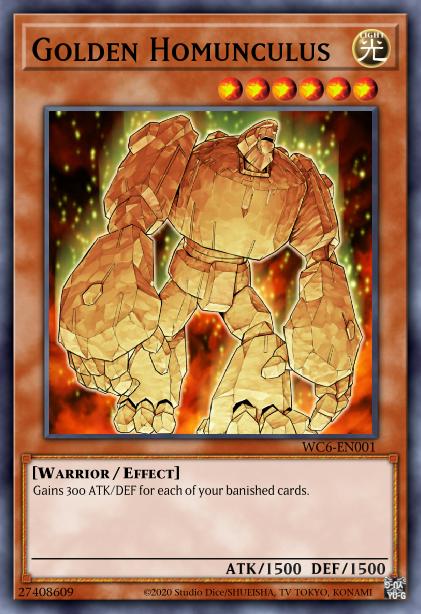 GOLDEN HOMUNCULUS
LIGHT
光
WC6-EN001
[WARRIOR / EFFECT]
Gains 300 ATK/DEF for each of your banished cards.
ATK/1500 DEF/1500
27408609
©2020 Studio Dice/SHUEISHA, TV TOKYO, KONAMI